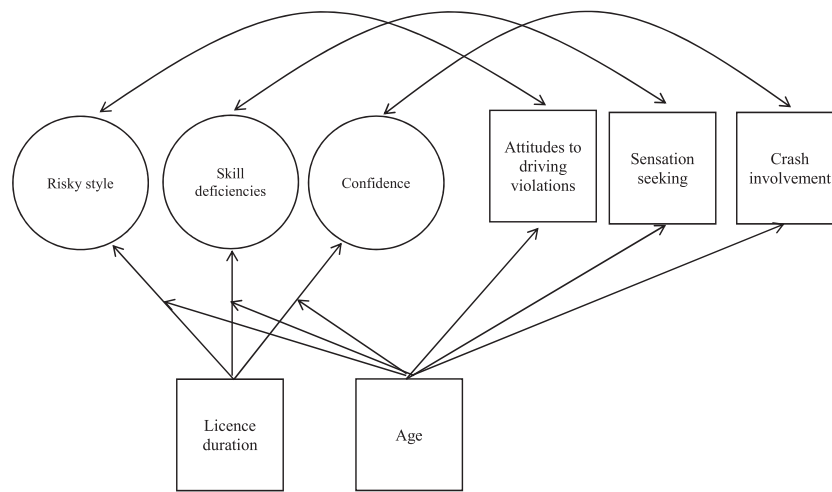 Risky style
Skill
deficiencies
Confidence
Attitudes to
driving
violations
Sensation
seeking
Crash
involvement
Licence
duration
Age